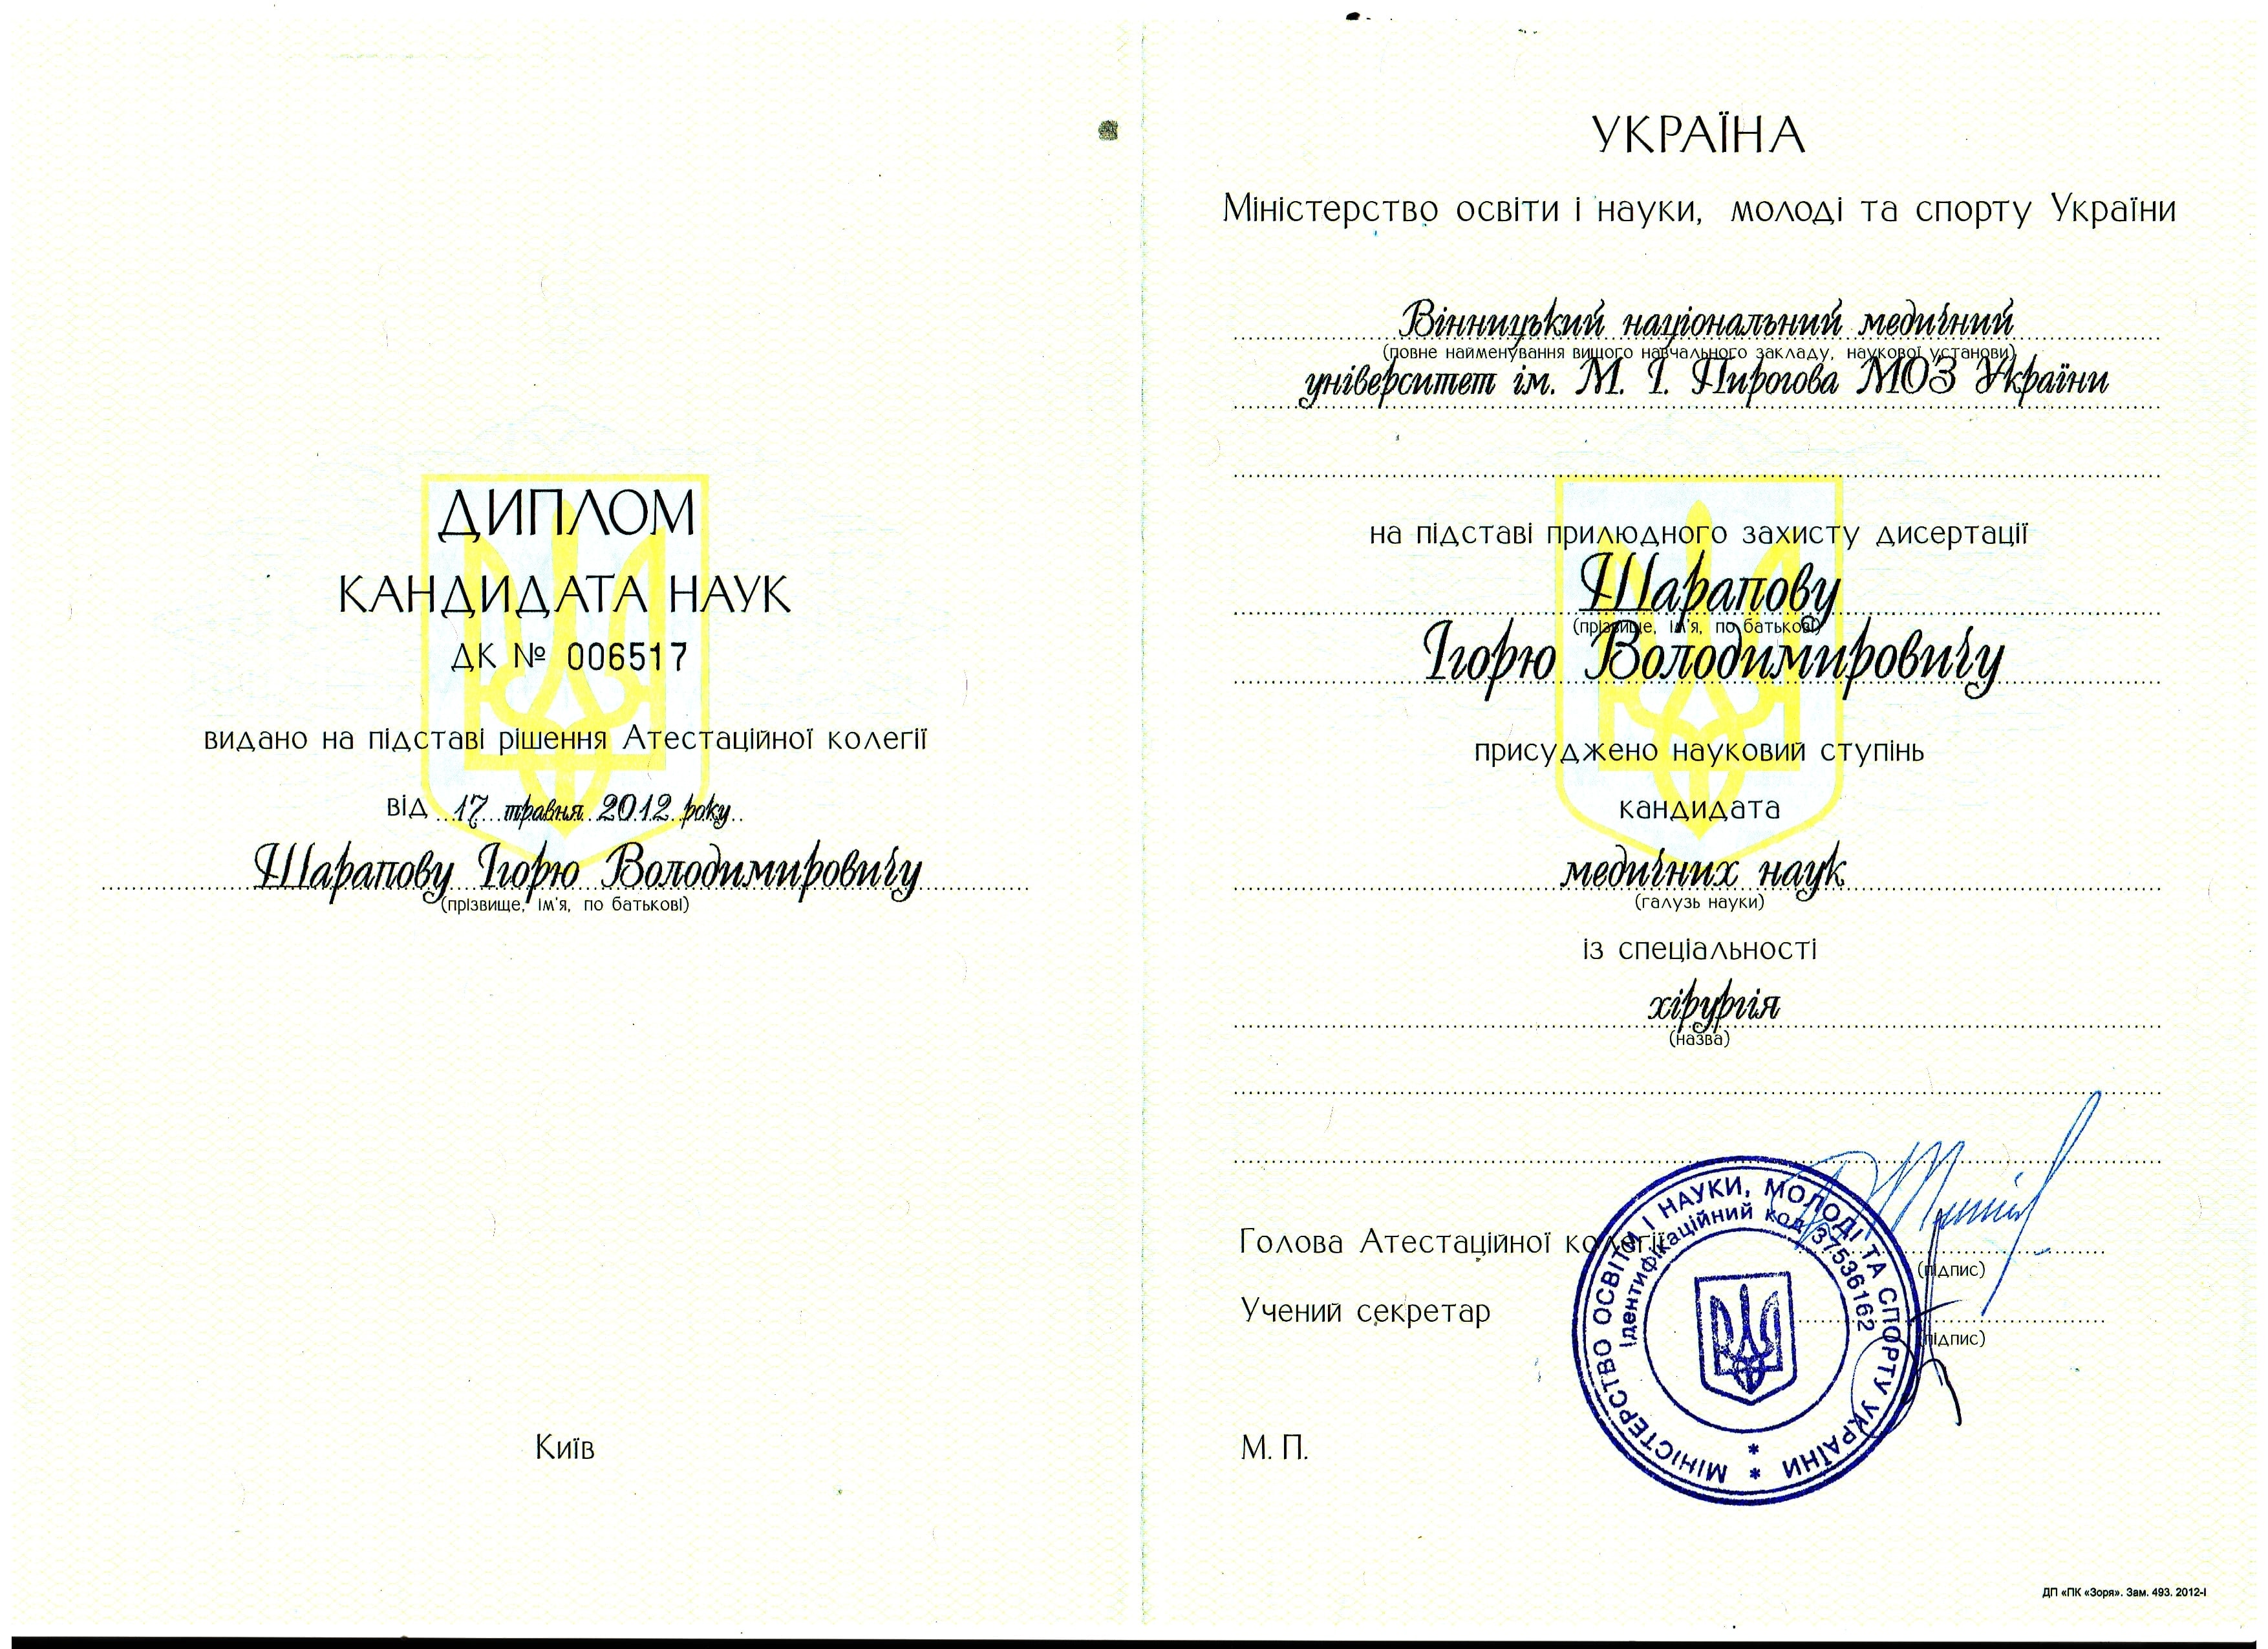 ДИПЛОМ
КАНДИДАТА НАУК
ДК № 006517
видано на підставі рішення Атестаційної колегії
від 17 травня 2012 року
Шарапову Ігорю Володимировичу
(прізвище, ім'я, по батькові)
Київ
УКРАЇНА
Міністерство освіти і науки, молоді та спорту України
Вінницький національний медичний
(повне найменування вищого навчального закладу, наукової установи)
університет ім. М. І. Пирогова МОЗ України
на підставі прилюдного захисту дисертації
Шарапову
(прізвище, ім'я, по батькові)
Ігорю Володимировичу
присуджено науковий ступінь
кандидата
медичних наук
(галузь науки)
із спеціальності
хірургія
(назва)
Голова Атестаційної колегії
(підпис)
Учений секретар
(підпис)
М. П.
МІНІСТЕРСТВО ОСВІТИ І НАУКИ, МОЛОДІ ТА СПОРТУ УКРАЇНИ
Ідентифікаційний код 37536162
ДП «ПК «Зоря». Зам. 493. 2012-І